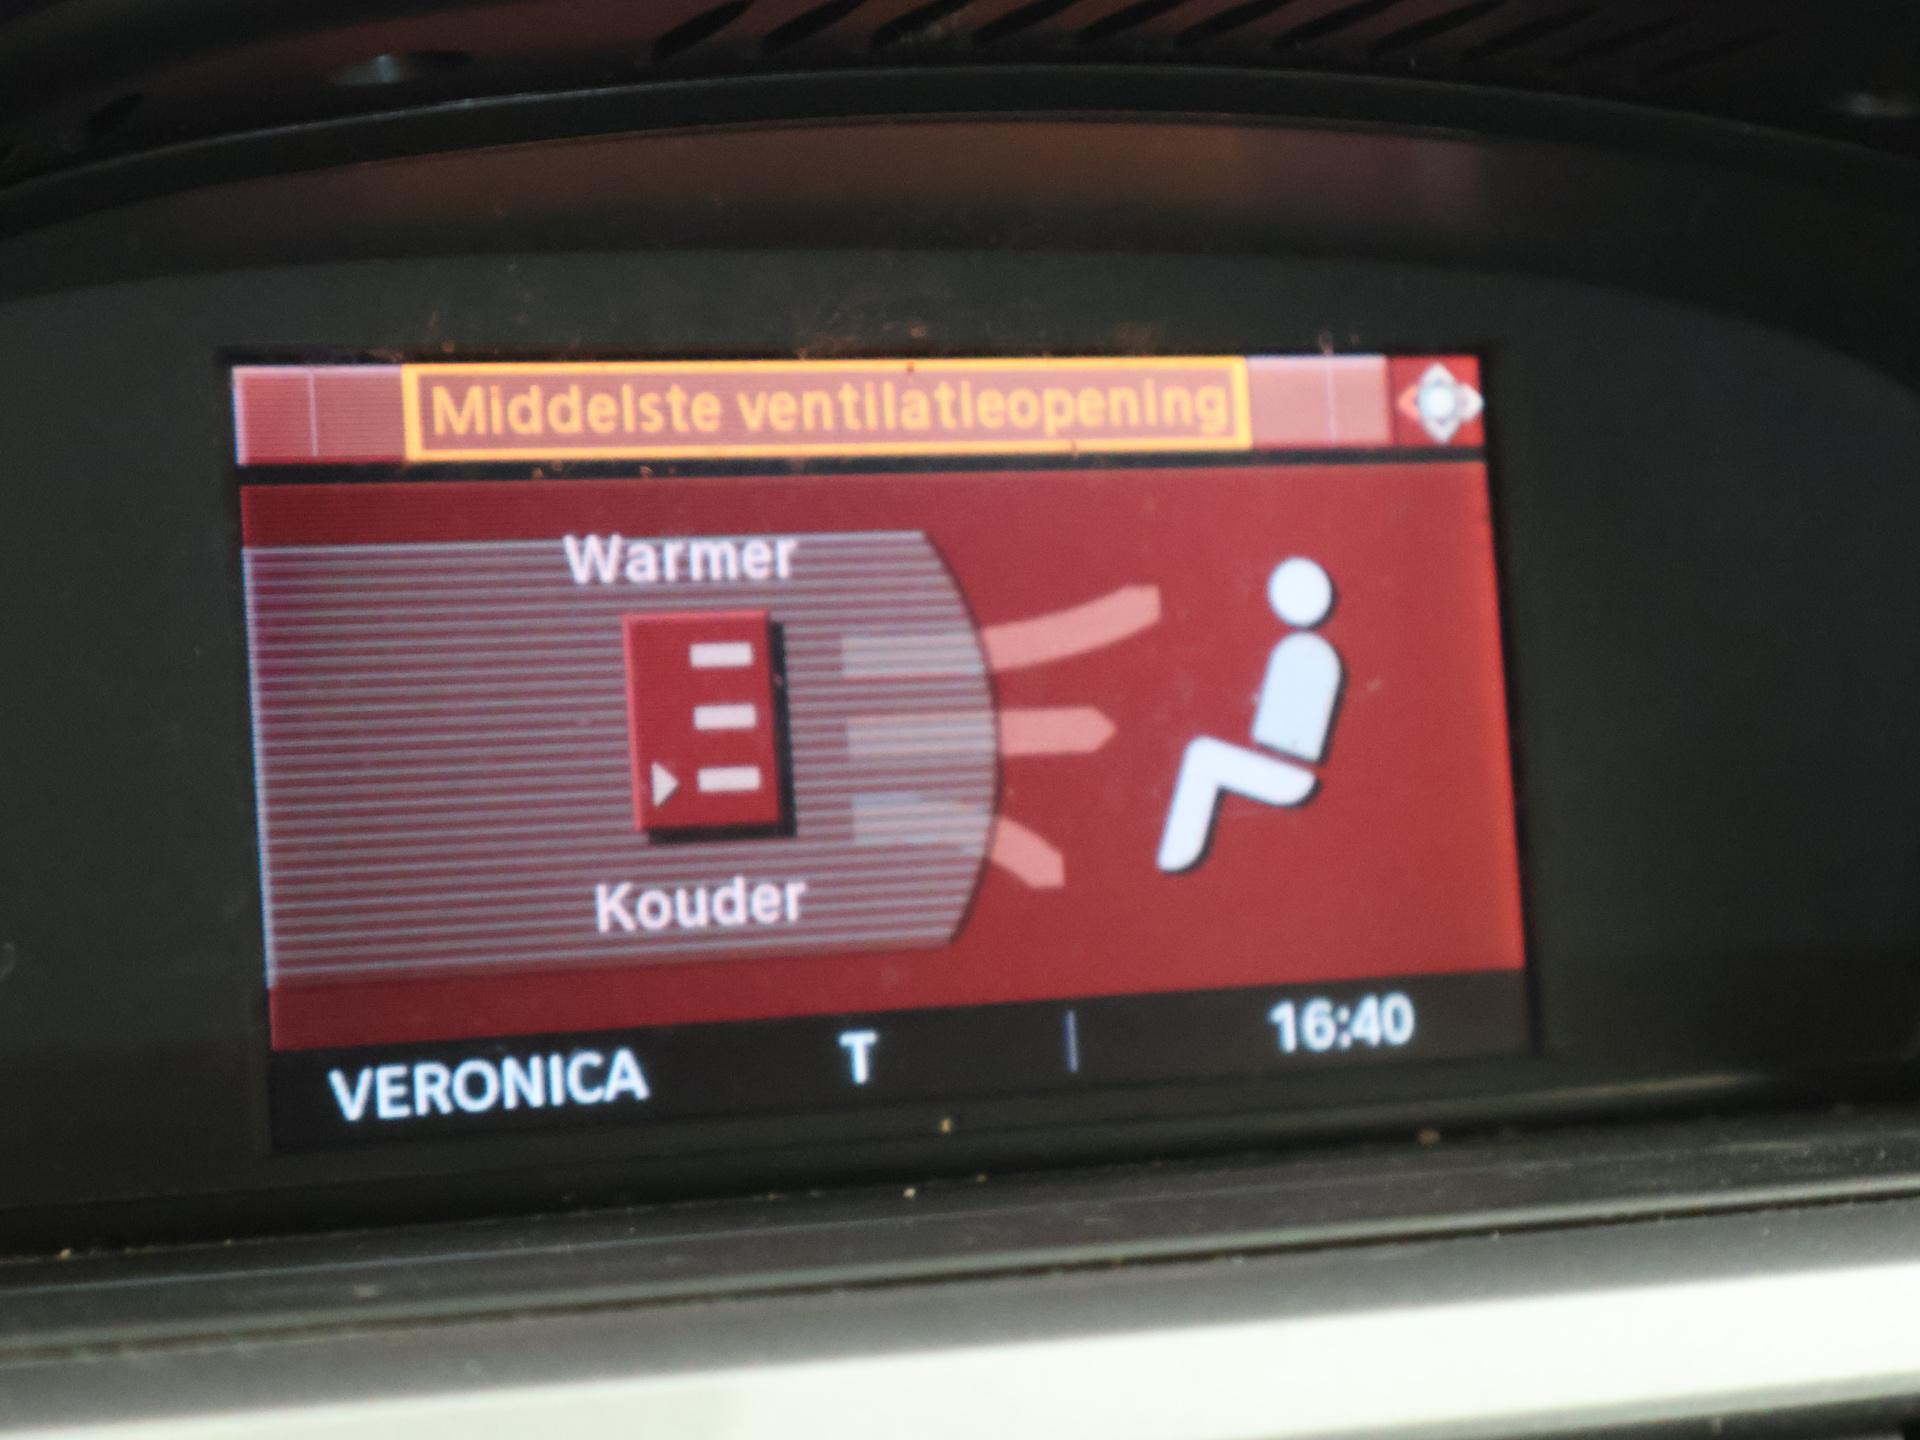 Middelste ventilatieopening
Warmer
Kouder
VERONICA T 16:40